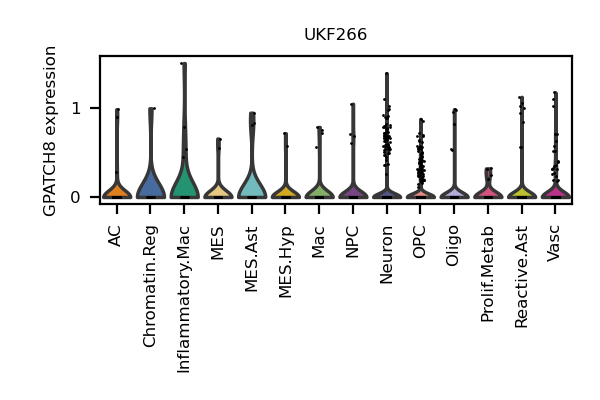 UKF266
GPATCH8 expression
1
0
AC
Chromatin.Reg
Inflammatory.Mac
MES
MES.Ast
MES.Hyp
Mac
NPC
Neuron
OPC
Oligo
Prolif.Metab
Reactive.Ast
Vasc